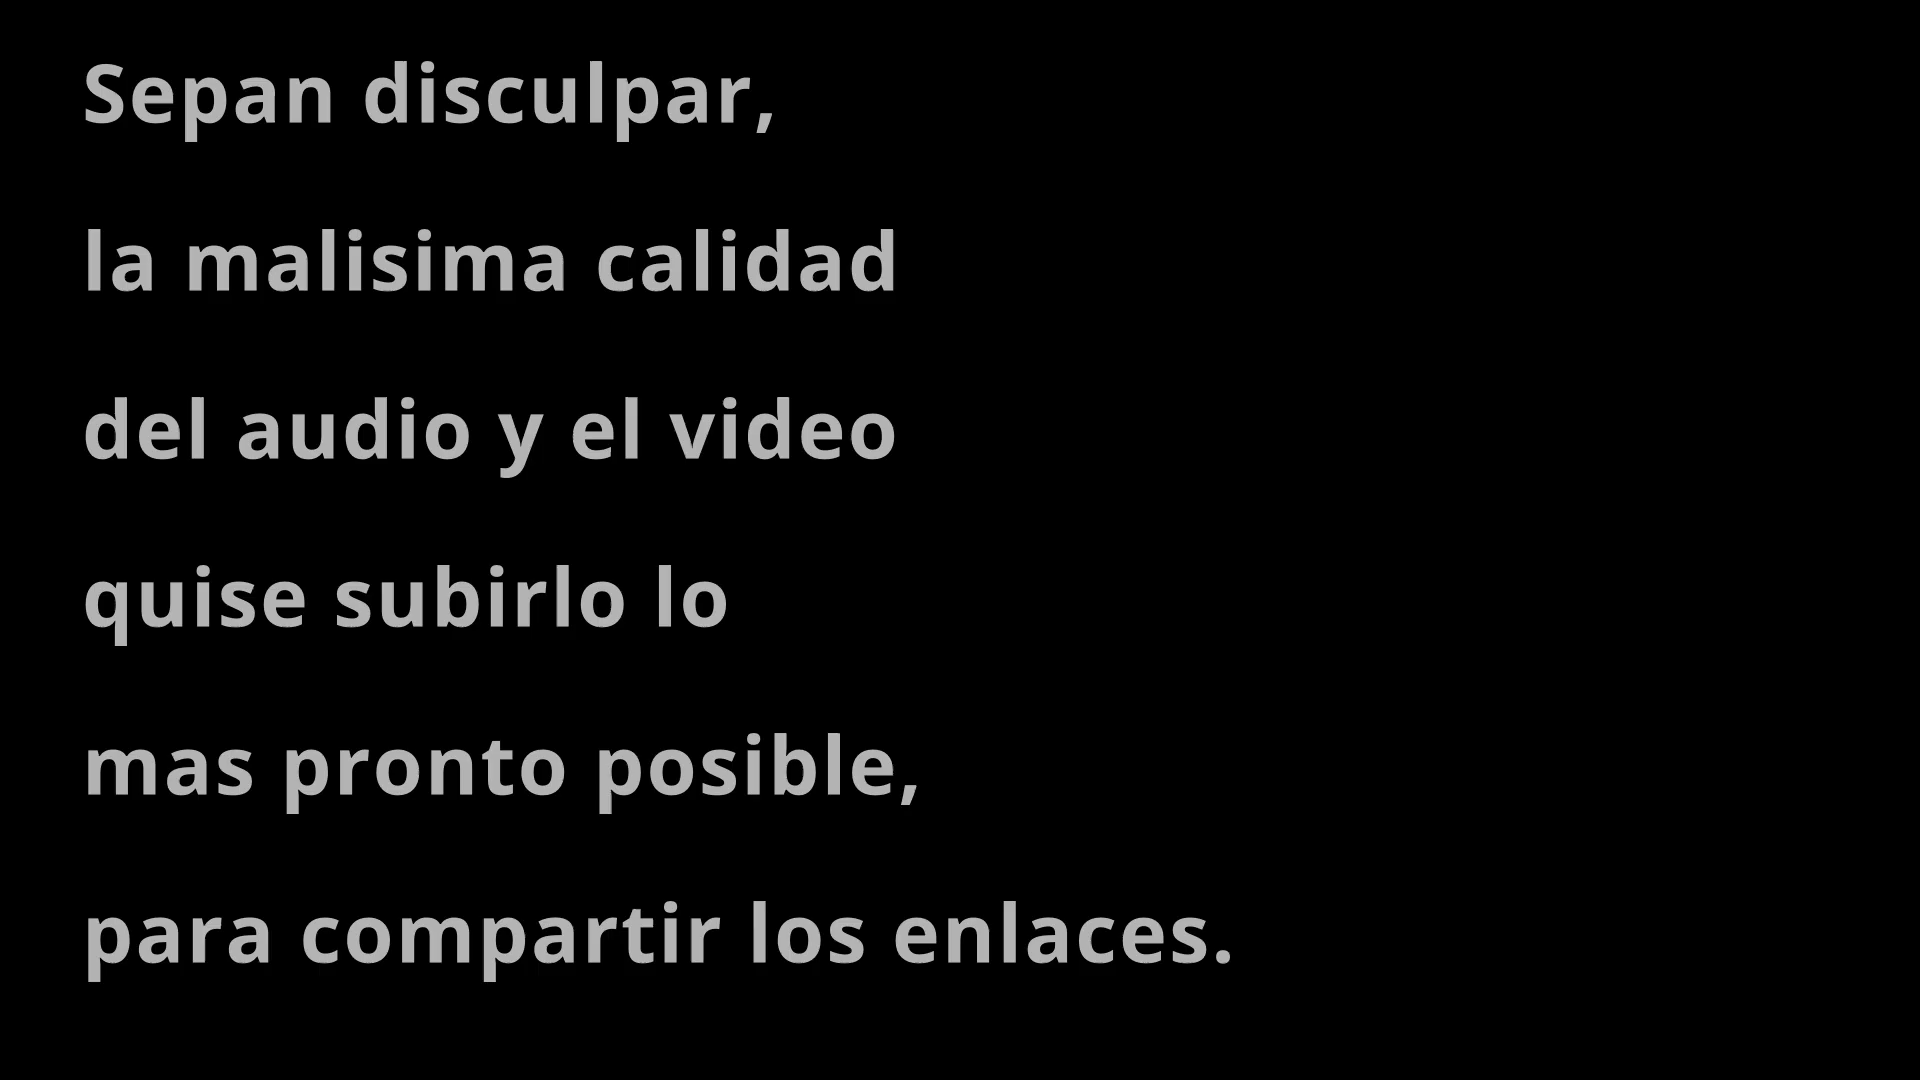 Sepan disculpar,
la malisima calidad
del audio y el video
quise subirlo lo
mas pronto posible,
para compartir los enlaces.